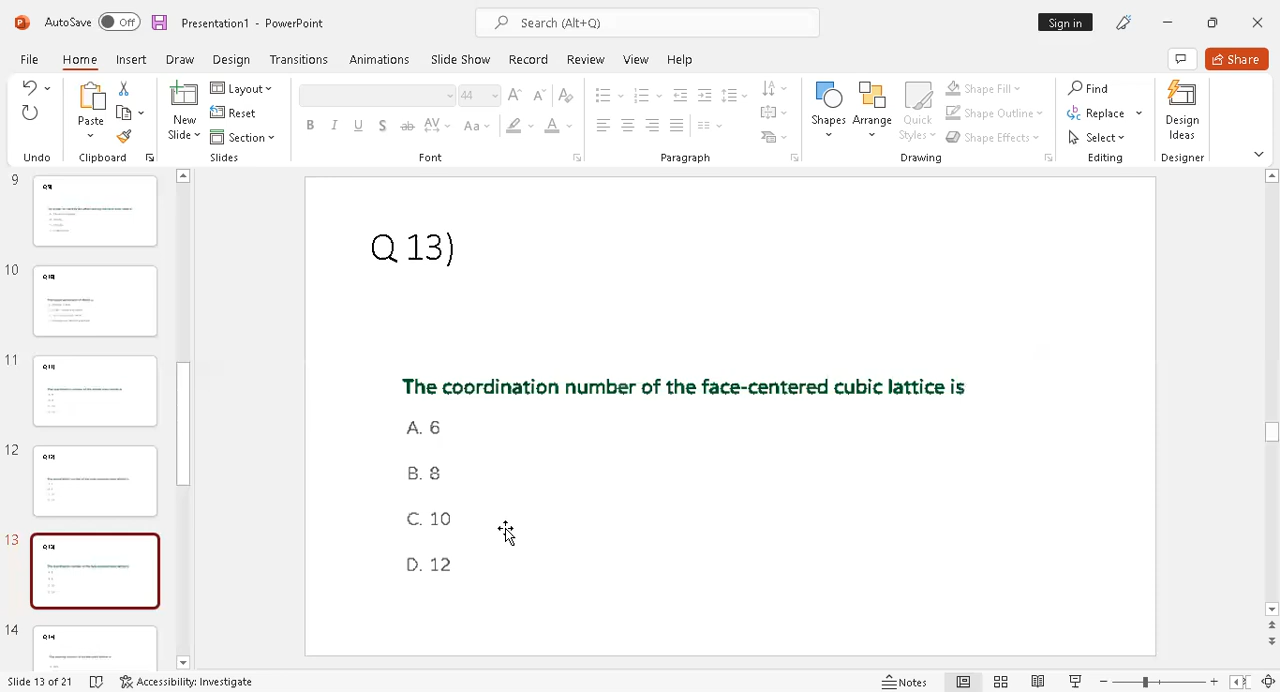 AutoSave Off Presentation1 - PowerPoint Search (Alt+Q) Sign in
File Home Insert Draw Design Transitions Animations Slide Show Record Review View Help Share
Undo
Paste
Clipboard
New
Slide
Layout
Reset
Section
Slides
44
B I U S ab AV Aa A
Font
Paragraph
Shapes
Arrange
Quick
Styles
Shape Fill
Shape Outline
Shape Effects
Drawing
Find
Replace
Select
Editing
Design
Ideas
Designer
9
10
11
12
13
14
Q 13)
The coordination number of the face-centered cubic lattice is
A. 6
B. 8
C. 10
D. 12
Slide 13 of 21 Accessibility: Investigate Notes